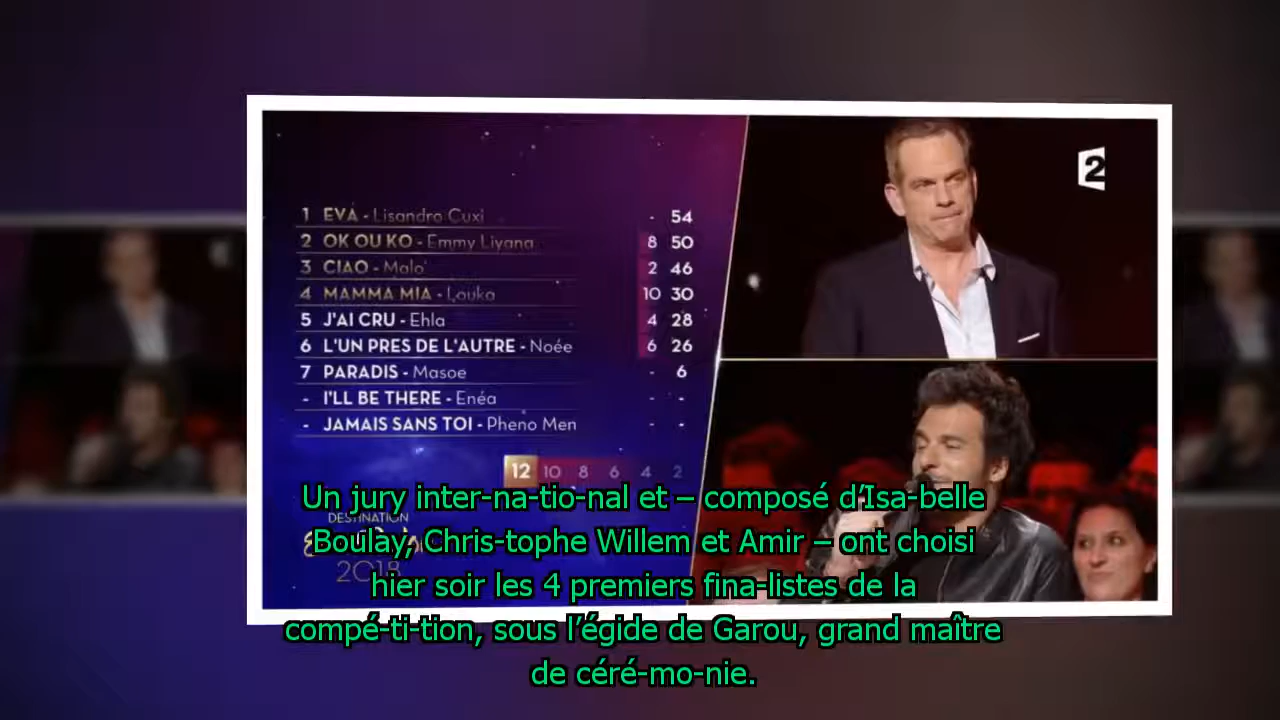 1 EVA - Lisandro Cuxi - 54
2 OK OU KO - Emmy Liyana 8 50
3 CIAO - Malo' 2 46
4 MAMMA MIA - Louka 10 30
5 J'AI CRU - Ehla 4 28
6 L'UN PRES DE L'AUTRE - Noée 6 26
7 PARADIS - Masoe - 6
- I'LL BE THERE - Enéa - -
- JAMAIS SANS TOI - Pheno Men - -
12 10 8 6 4 2
2
DESTINATION
2018
Un jury inter-na-tio-nal et – composé d’Isa-belle
Boulay, Chris-tophe Willem et Amir – ont choisi
hier soir les 4 premiers fina-listes de la
compé-ti-tion, sous l’égide de Garou, grand maître
de céré-mo-nie.